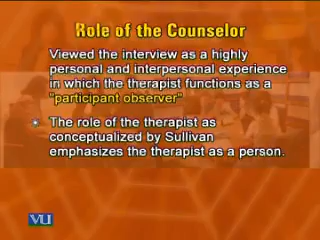 Role of the Counselor
Viewed the interview as a highly
personal and interpersonal experience
in which the therapist functions as a
"participant observer"
The role of the therapist as
conceptualized by Sullivan
emphasizes the therapist as a person.
VU